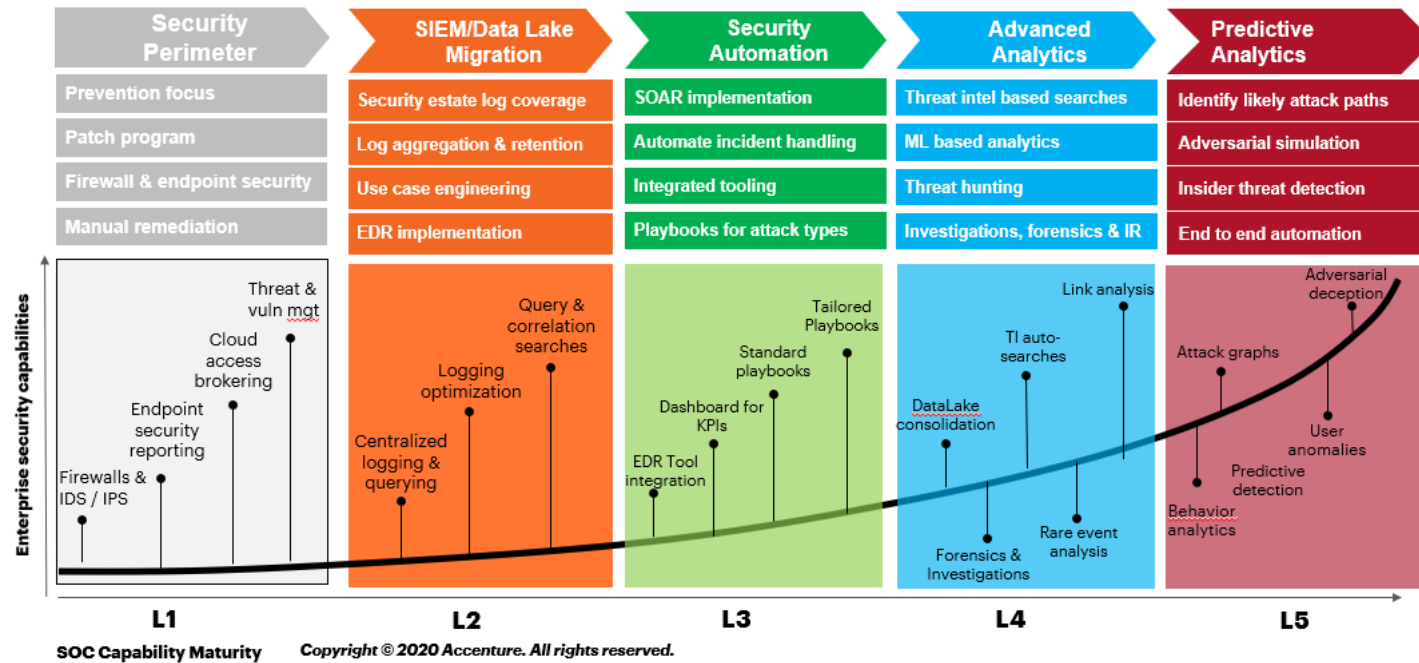 Security
Perimeter
SIEM/Data Lake
Migration
Security
Automation
Advanced
Analytics
Predictive
Analytics
Prevention focus
Patch program
Firewall & endpoint security
Manual remediation
Security estate log coverage
Log aggregation & retention
Use case engineering
EDR implementation
SOAR implementation
Automate incident handling
Integrated tooling
Playbooks for attack types
Threat intel based searches
ML based analytics
Threat hunting
Investigations, forensics & IR
Identify likely attack paths
Adversarial simulation
Insider threat detection
End to end automation
Enterprise security capabilities
Threat &
vuln mgt
Cloud
access
brokering
Endpoint
security
reporting
Firewalls &
IDS / IPS
Query &
correlation
searches
Logging
optimization
Centralized
logging &
querying
Tailored
Playbooks
Standard
playbooks
Dashboard for
KPIs
EDR Tool
integration
Link analysis
TI auto-
searches
DataLake
consolidation
Forensics &
Investigations
Rare event
analysis
Adversarial
deception
Attack graphs
User
anomalies
Predictive
detection
Behavior
analytics
L1
L2
L3
L4
L5
SOC Capability Maturity
Copyright © 2020 Accenture. All rights reserved.